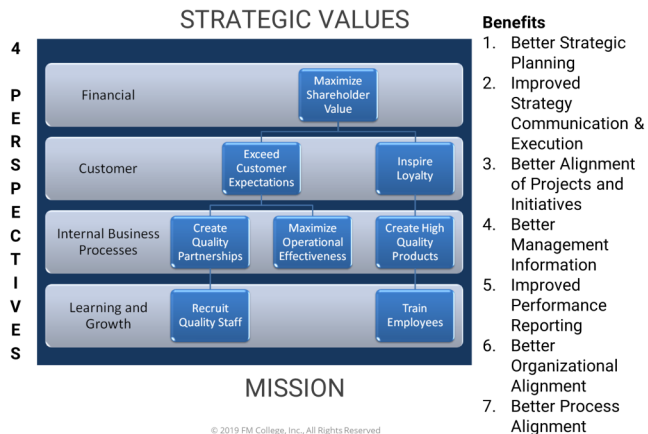 STRATEGIC VALUES
4
PERSPECTIVES
Financial
Maximize
Shareholder
Value
Customer
Exceed
Customer
Expectations
Inspire
Loyalty
Internal Business
Processes
Create
Quality
Partnerships
Maximize
Operational
Effectiveness
Create High
Quality
Products
Learning and
Growth
Recruit
Quality Staff
Train
Employees
MISSION
© 2019 FM College, Inc., All Rights Reserved
Benefits
1. Better Strategic
Planning
2. Improved
Strategy
Communication &
Execution
3. Better Alignment
of Projects and
Initiatives
4. Better
Management
Information
5. Improved
Performance
Reporting
6. Better
Organizational
Alignment
7. Better Process
Alignment